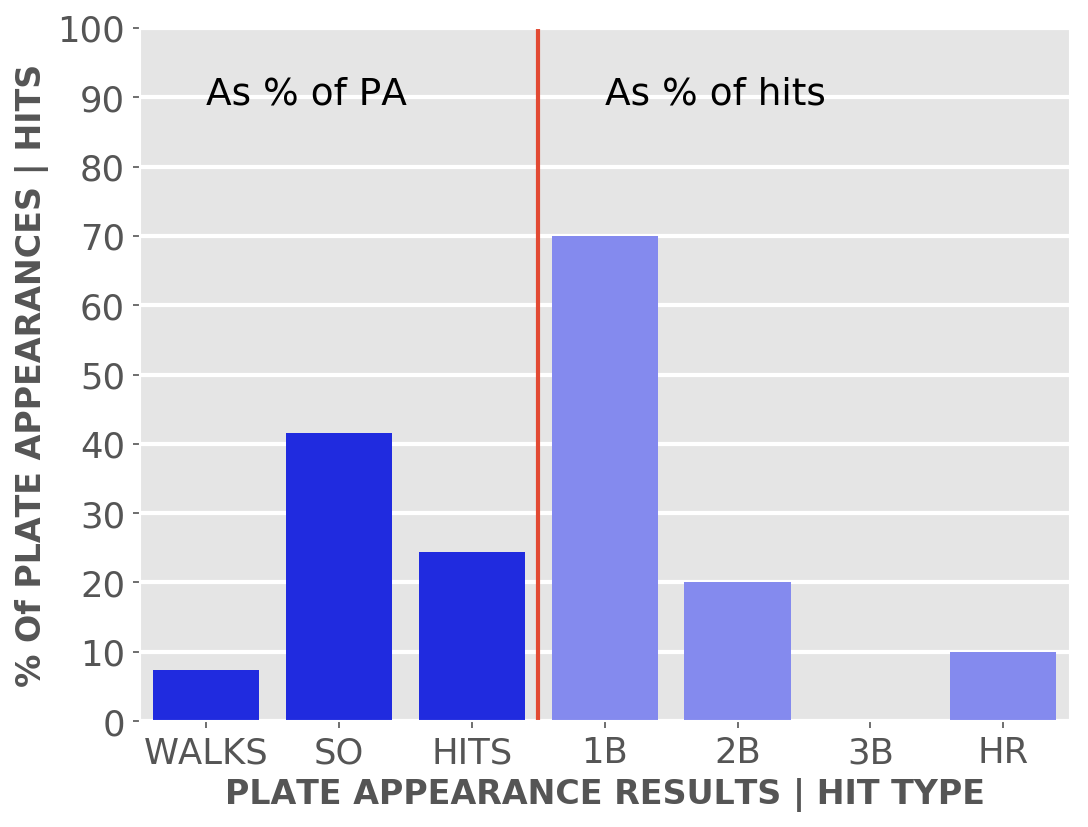 % Of PLATE APPEARANCES | HITS
100
90
80
70
60
50
40
30
20
10
0
As % of PA
As % of hits
WALKS SO HITS 1B 2B 3B HR
PLATE APPEARANCE RESULTS | HIT TYPE